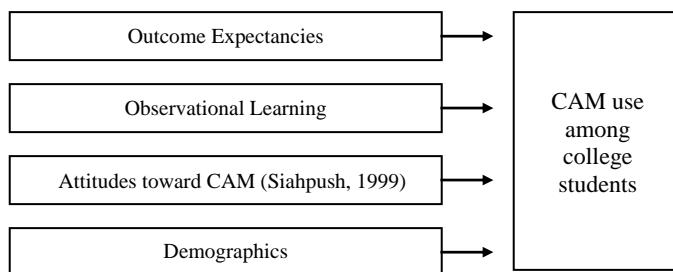 Outcome Expectancies
Observational Learning
Attitudes toward CAM (Siahpush, 1999)
Demographics
CAM use
among
college
students